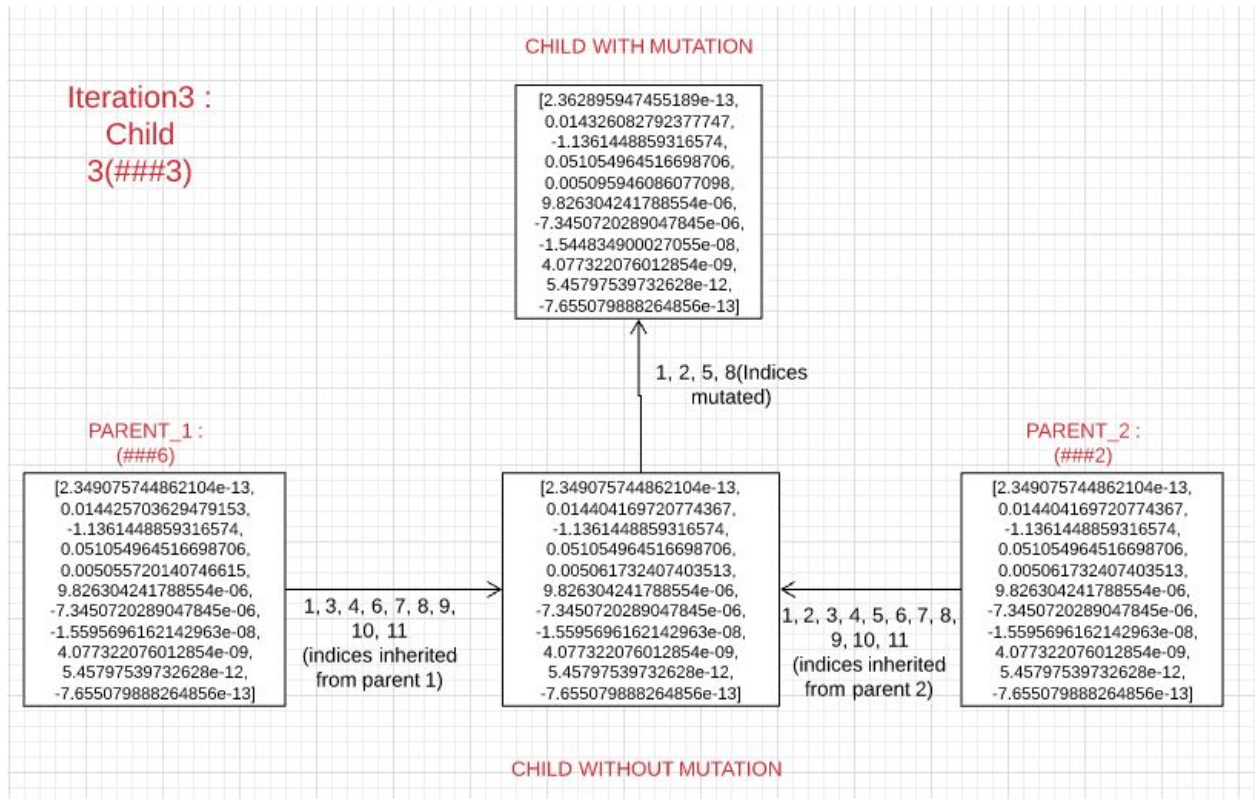 CHILD WITH MUTATION
Iteration3 :
Child
3(###3)
[2.362895947455189e-13,
0.014326082792377747,
-1.1361448859316574,
0.051054964516698706,
0.005095946086077098,
9.826304241788554e-06,
-7.3450720289047845e-06,
-1.544834900027055e-08,
4.077322076012854e-09,
5.45797539732628e-12,
-7.655079888264856e-13]
1, 2, 5, 8(Indices
mutated)
PARENT_1 :
(###6)
[2.349075744862104e-13,
0.014425703629479153,
-1.1361448859316574,
0.051054964516698706,
0.005055720140746615,
9.826304241788554e-06,
-7.3450720289047845e-06,
-1.5595696162142963e-08,
4.077322076012854e-09,
5.457975539732628e-12,
-7.655079888264856e-13]
1, 3, 4, 6, 7, 8, 9,
10, 11
(indices inherited
from parent 1)
[2.349075744862104e-13,
0.014404169720774367,
-1.1361448859316574,
0.051054964516698706,
0.005061732407403513,
9.826304241788554e-06,
-7.3450720289047845e-06,
-1.5595696162142963e-08,
4.077322076012854e-09,
5.457975539732628e-12,
-7.655079888264856e-13]
1, 2, 3, 4, 5, 6, 7, 8,
9, 10, 11
(indices inherited
from parent 2)
PARENT_2 :
(###2)
[2.349075744862104e-13,
0.014404169720774367,
-1.1361448859316574,
0.051054964516698706,
0.005061732407403513,
9.826304241788554e-06,
-7.3450720289047845e-06,
-1.5595696162142963e-08,
4.077322076012854e-09,
5.457975539732628e-12,
-7.655079888264856e-13]
CHILD WITHOUT MUTATION